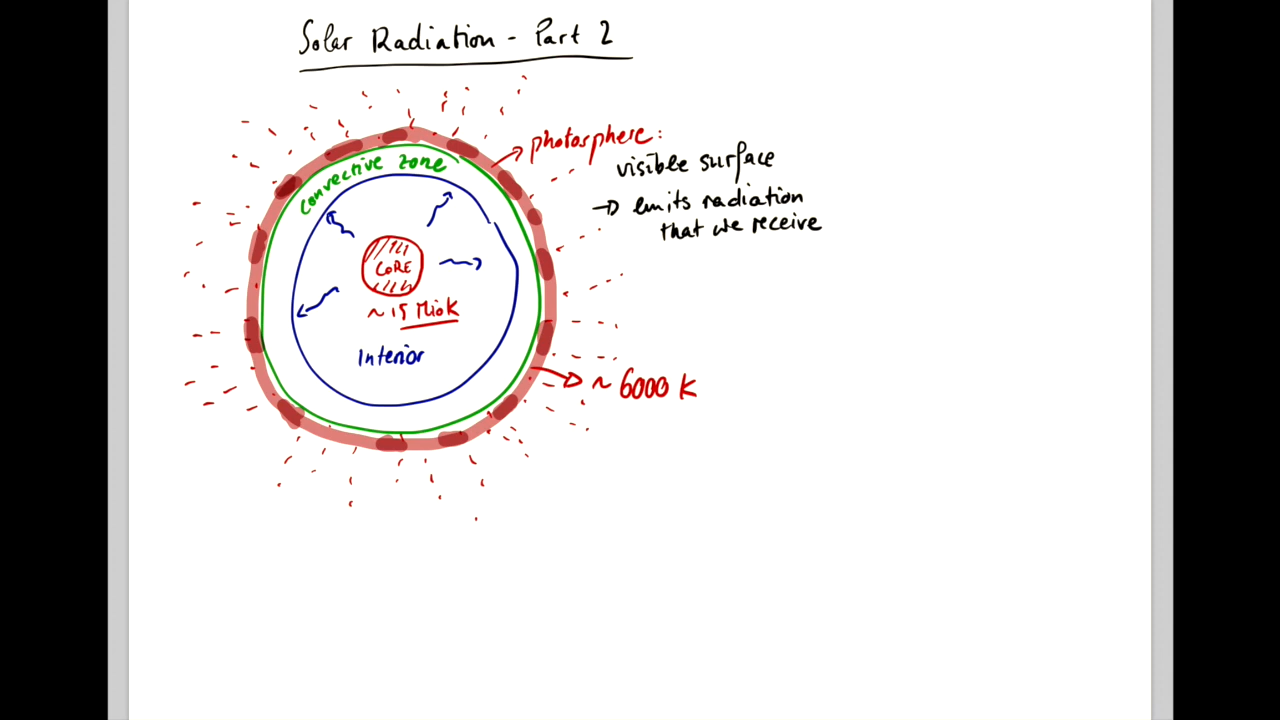 Solar Radiation - Part 2
photosphere:
visible surface
→ emits radiation
that we receive
convective zone
CORE
~ 15 Mio K
Interior
~ 6000 K